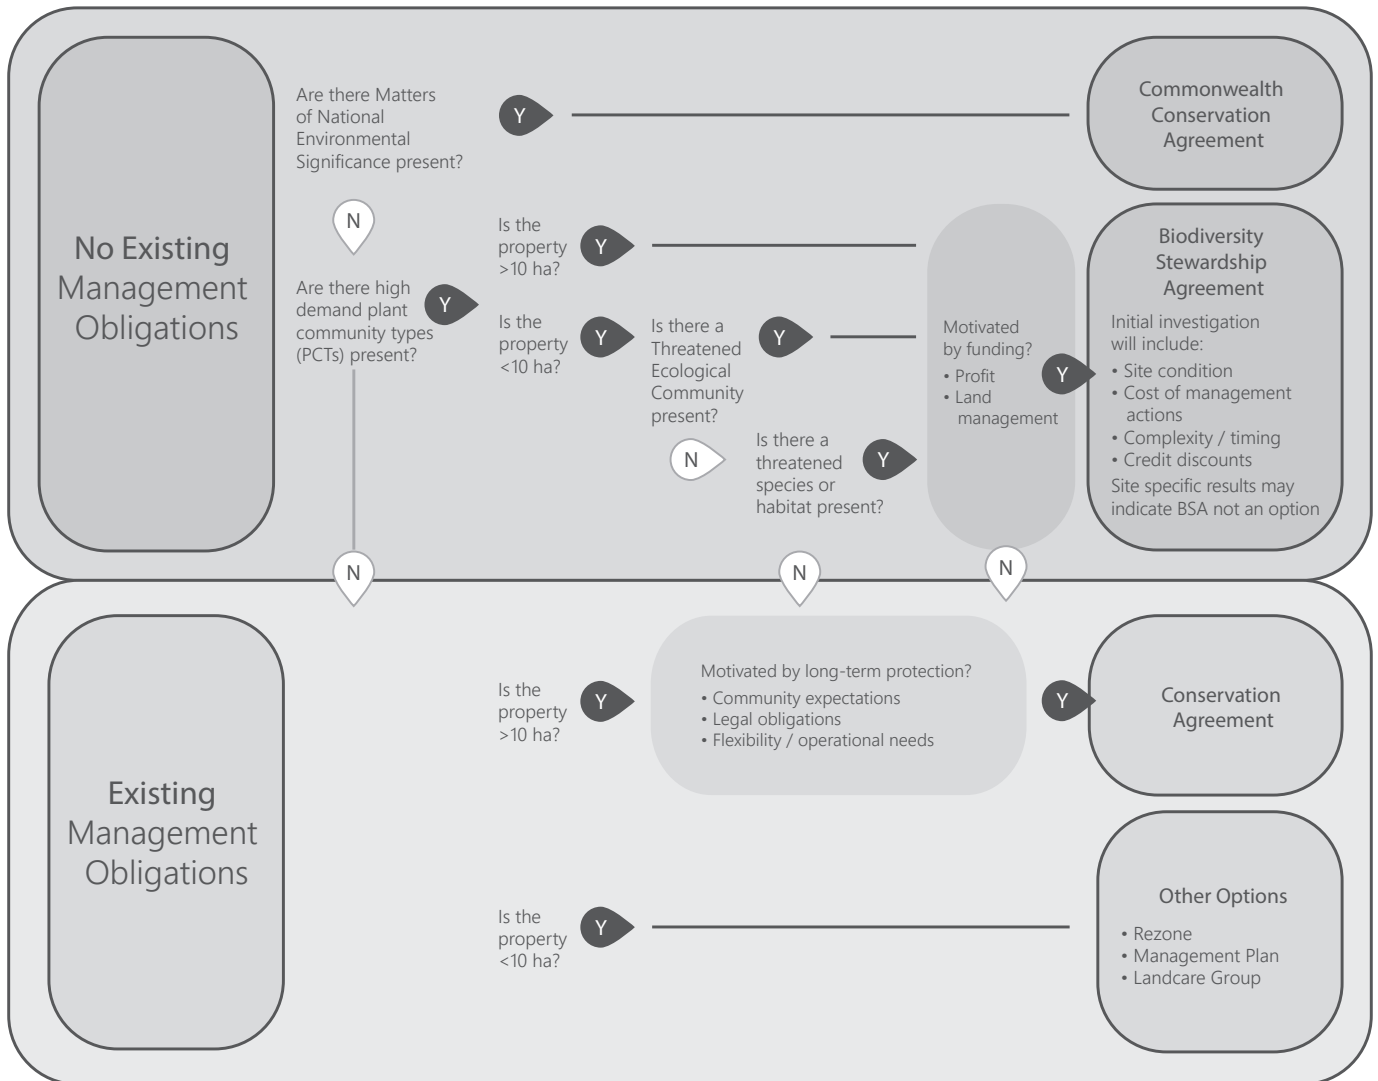 No Existing
Management
Obligations
Are there Matters
of National
Environmental
Significance present?
Y
Commonwealth
Conservation
Agreement
N
Are there high
demand plant
community types
(PCTs) present?
Y
Is the
property
>10 ha?
Y
Is the
property
<10 ha?
Y
Is there a
Threatened
Ecological
Community
present?
Y
N
Is there a
threatened
species or
habitat present?
Y
Motivated
by funding?
• Profit
• Land
management
Y
Biodiversity
Stewardship
Agreement
Initial investigation
will include:
• Site condition
• Cost of management
actions
• Complexity / timing
• Credit discounts
Site specific results may
indicate BSA not an option
N
N
N
Existing
Management
Obligations
Is the
property
>10 ha?
Y
Motivated by long-term protection?
• Community expectations
• Legal obligations
• Flexibility / operational needs
Y
Conservation
Agreement
Is the
property
<10 ha?
Y
Other Options
• Rezone
• Management Plan
• Landcare Group